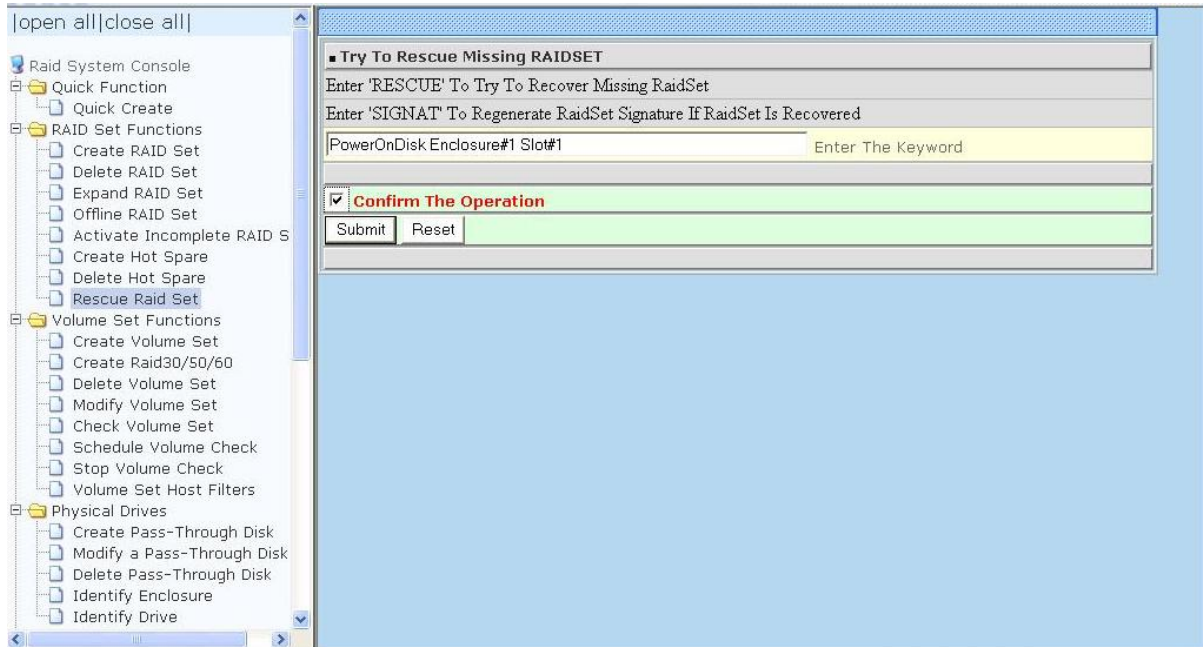 |open all|close all|
Raid System Console
Quick Function
Quick Create
RAID Set Functions
Create RAID Set
Delete RAID Set
Expand RAID Set
Offline RAID Set
Activate Incomplete RAID S
Create Hot Spare
Delete Hot Spare
Rescue Raid Set
Volume Set Functions
Create Volume Set
Create Raid30/50/60
Delete Volume Set
Modify Volume Set
Check Volume Set
Schedule Volume Check
Stop Volume Check
Volume Set Host Filters
Physical Drives
Create Pass-Through Disk
Modify a Pass-Through Disk
Delete Pass-Through Disk
Identify Enclosure
Identify Drive
Try To Rescue Missing RAIDSET
Enter 'RESCUE' To Try To Recover Missing RaidSet
Enter 'SIGNAT' To Regenerate RaidSet Signature If RaidSet Is Recovered
PowerOnDisk Enclosure#1 Slot#1 Enter The Keyword
Confirm The Operation
Submit Reset